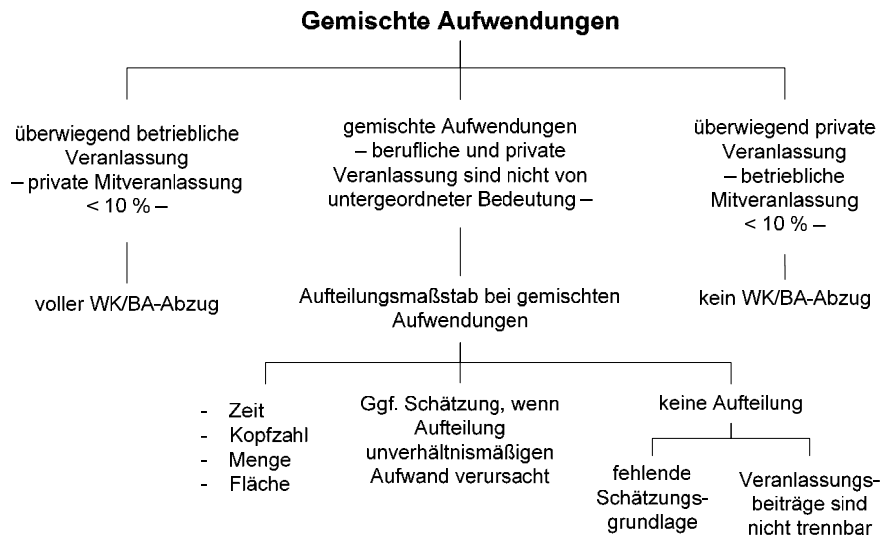 Gemischte Aufwendungen
überwiegend betriebliche
Veranlassung
– private Mitveranlassung
< 10 % –
gemischte Aufwendungen
– berufliche und private
Veranlassung sind nicht von
untergeordneter Bedeutung –
überwiegend private
Veranlassung
– betriebliche
Mitveranlassung
< 10 % –
voller WK/BA-Abzug
Aufteilungsmaßstab bei gemischten
Aufwendungen
kein WK/BA-Abzug
- Zeit
- Kopfzahl
- Menge
- Fläche
Ggf. Schätzung, wenn
Aufteilung
unverhältnismäßigen
Aufwand verursacht
keine Aufteilung
fehlende
Schätzungs-
grundlage
Veranlassungs-
beiträge sind
nicht trennbar